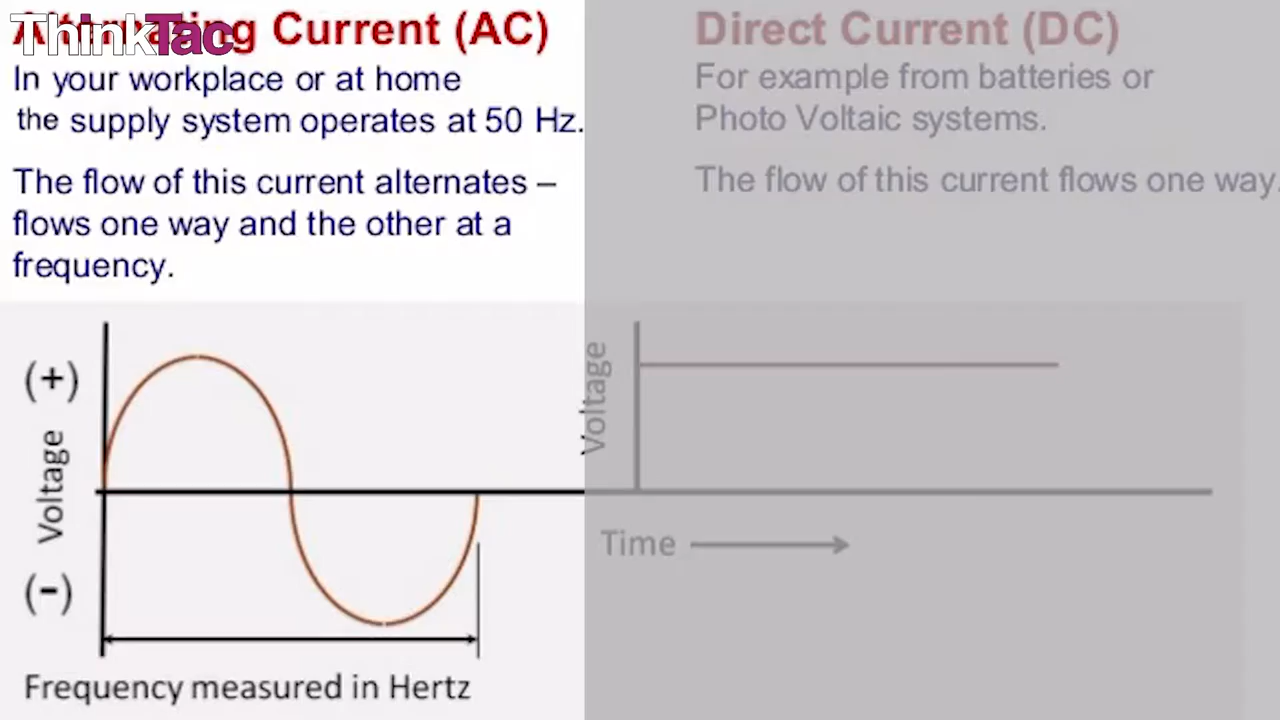 ThinkTac
Current (AC)
In your workplace or at home
the supply system operates at 50 Hz.
The flow of this current alternates –
flows one way and the other at a
frequency.
(+)
Voltage
(-)
Frequency measured in Hertz
Direct Current (DC)
For example from batteries or
Photo Voltaic systems.
The flow of this current flows one way.
Voltage
Time